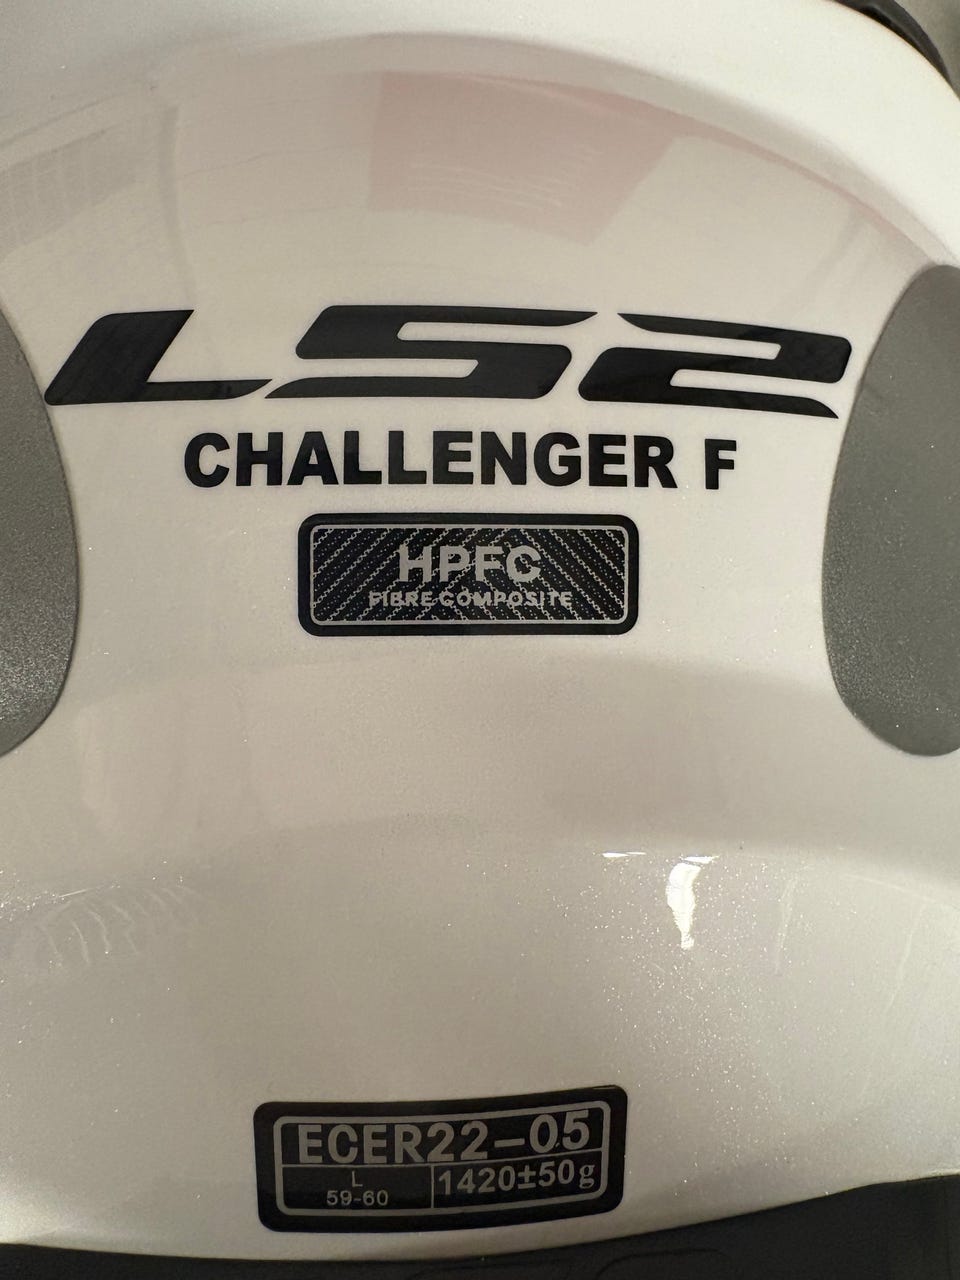 LS2
CHALLENGER F
HPFC
FIBRE COMPOSITE
ECER22-05
L
59-60
1420±50g